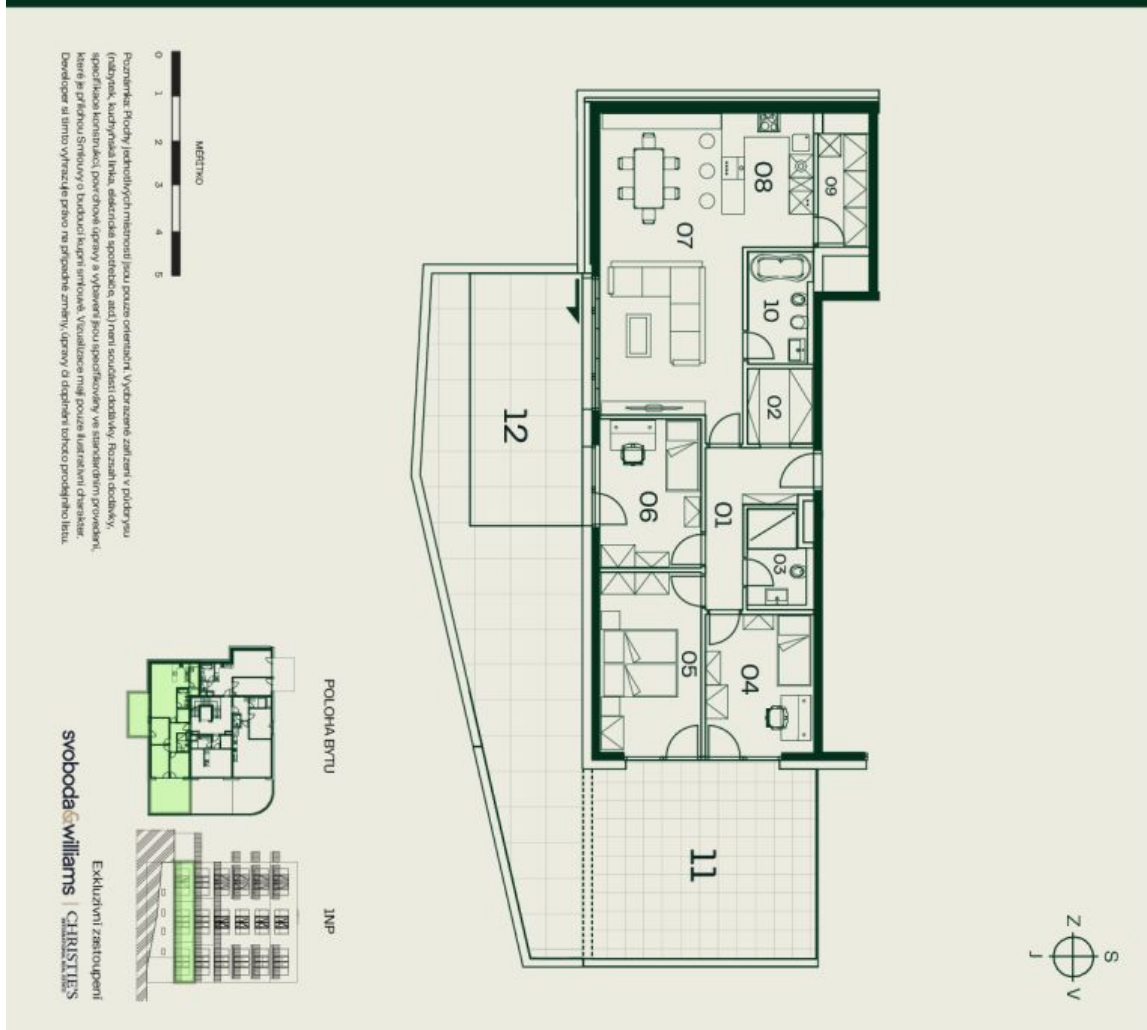 MĚŘÍTKO
0 1 2 3 4 5
Poznámka: Plochy jednotlivých místností jsou pouze orientační. Vyobrazené zařízení v půdorysu
(nábytek, kuchyňská linka, elektrické spotřebiče, atd.) není součástí dodávky. Rozsah dodávky,
specifikace konstrukcí, povrchové úpravy a vybavení jsou specifikovány ve standardním provedení,
které je přílohou Smlouvy o budoucí kupní smlouvě. Vizualizace mají pouze ilustrativní charakter.
Developer si tímto vyhrazuje právo na případné změny, úpravy či doplnění tohoto prodejního listu.
09
08
07
10
02
12
06
01
03
05
04
11
POLOHA BYTU
1NP
Exkluzivní zastoupení
svoboda&williams | CHRISTIE'S
INTERNATIONAL REAL ESTATE
S
Z
V
J